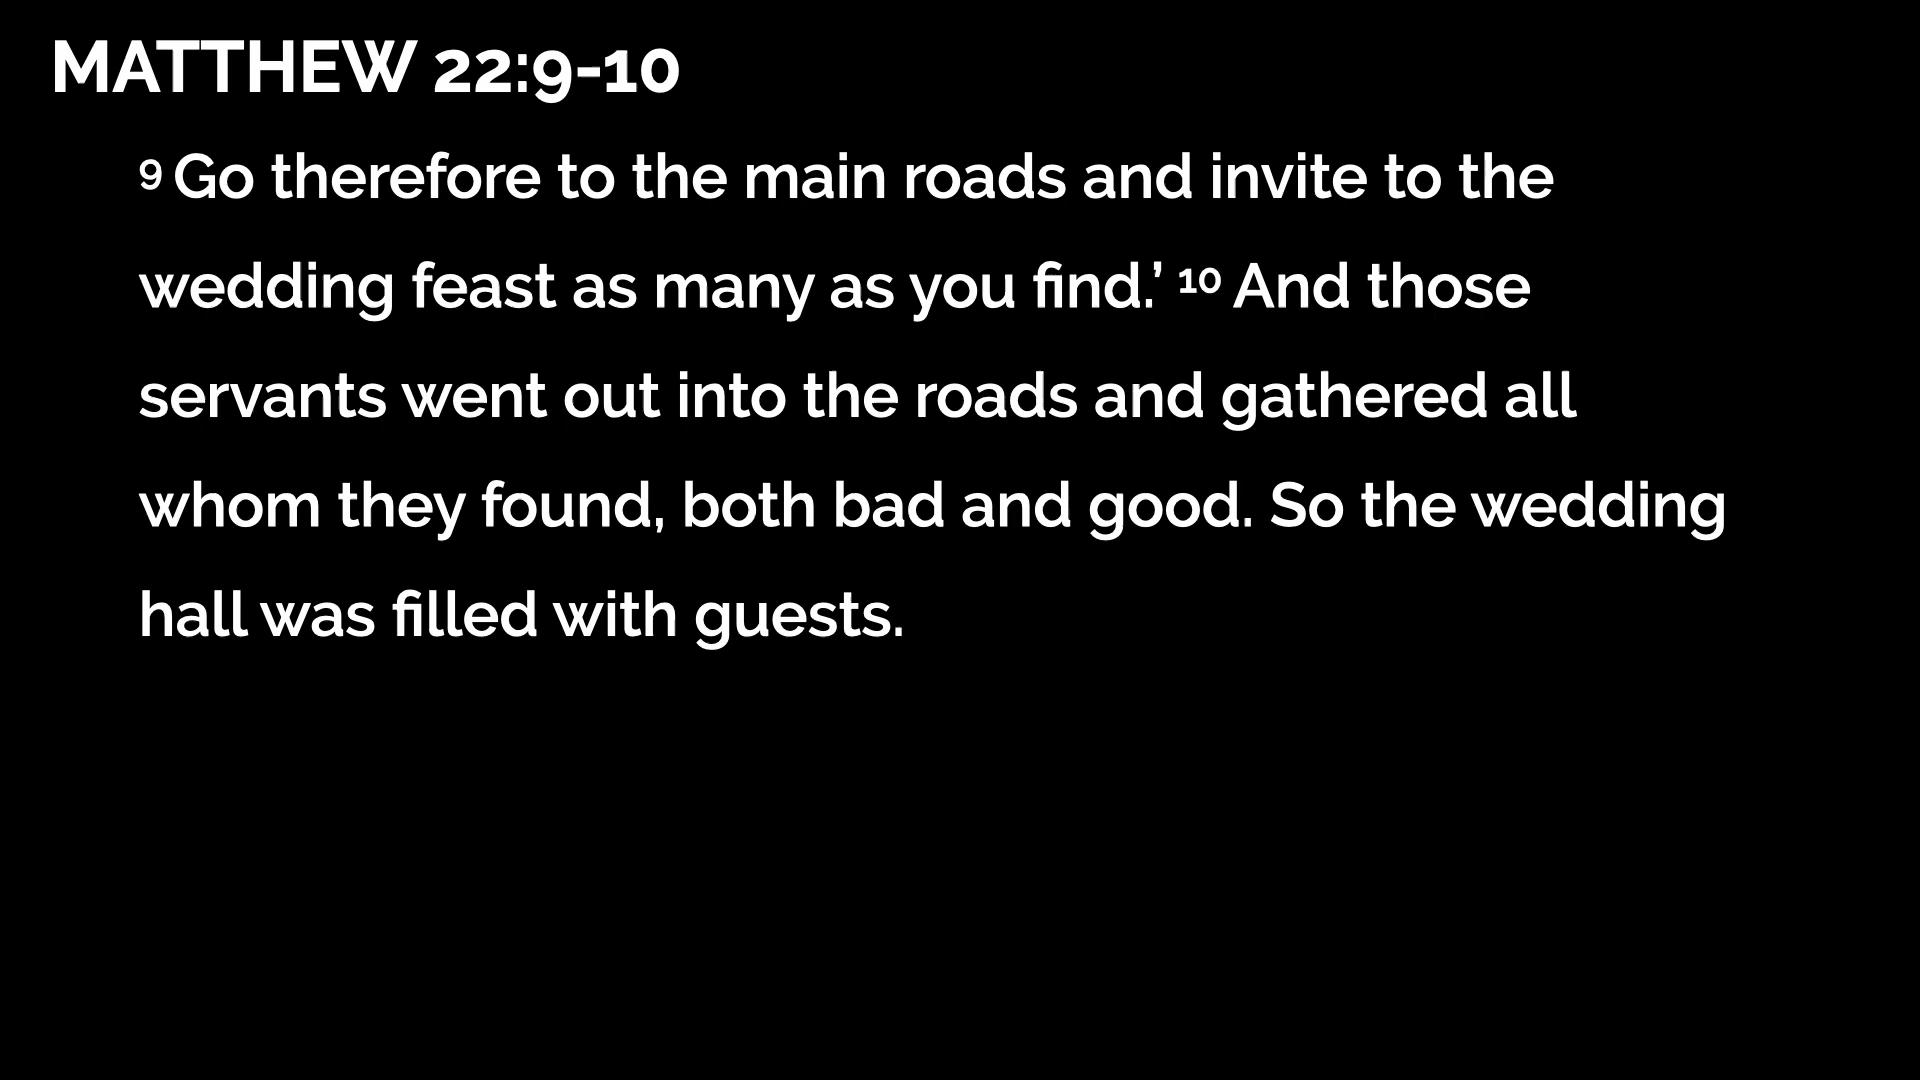 MATTHEW 22:9-10
⁹ Go therefore to the main roads and invite to the
wedding feast as many as you find.’ ¹⁰ And those
servants went out into the roads and gathered all
whom they found, both bad and good. So the wedding
hall was filled with guests.